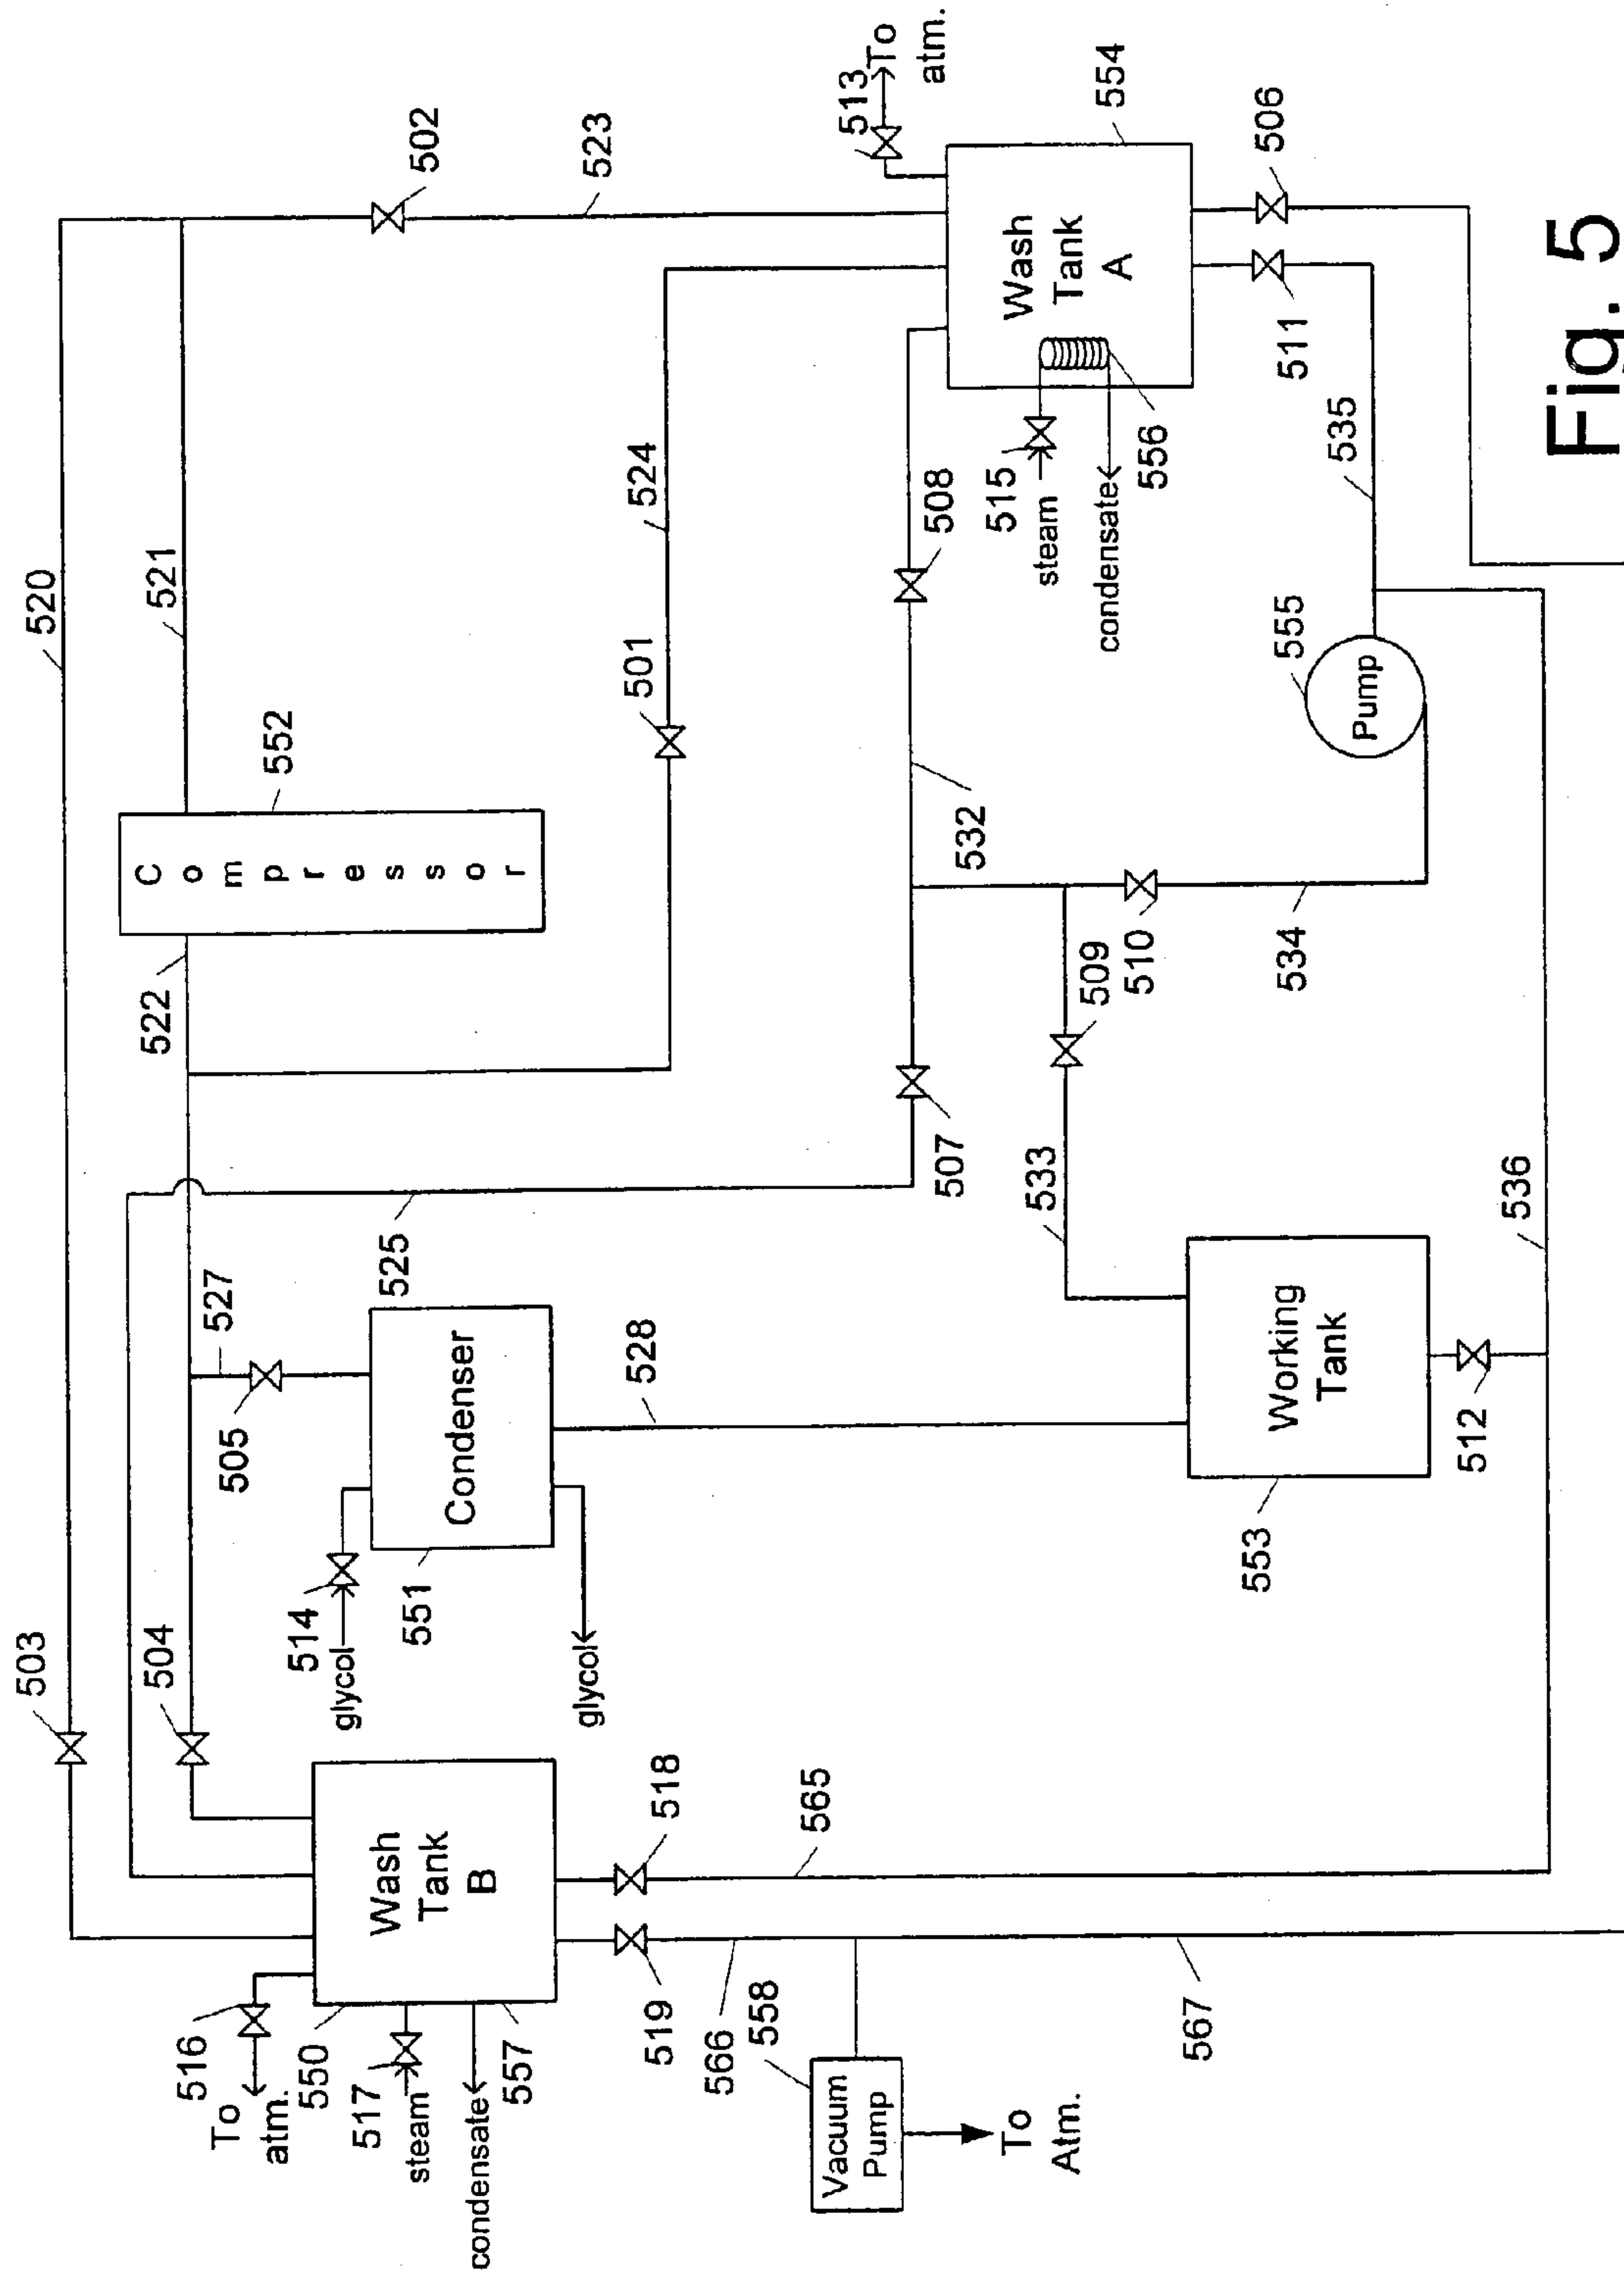 520
521
502
523
552
Compressor
522
524
501
513
To
atm.
554
Wash
Tank
A
506
511
515
steam
condensate
556
508
532
535
555
Pump
510
534
509
507
533
536
525
527
505
Condenser
528
514
glycol
551
glycol
Working
Tank
512
553
503
504
Wash
Tank
B
518
565
516
To
atm.
550
517
steam
condensate
557
519
566
558
567
Vacuum
Pump
To
Atm.
Fig. 5